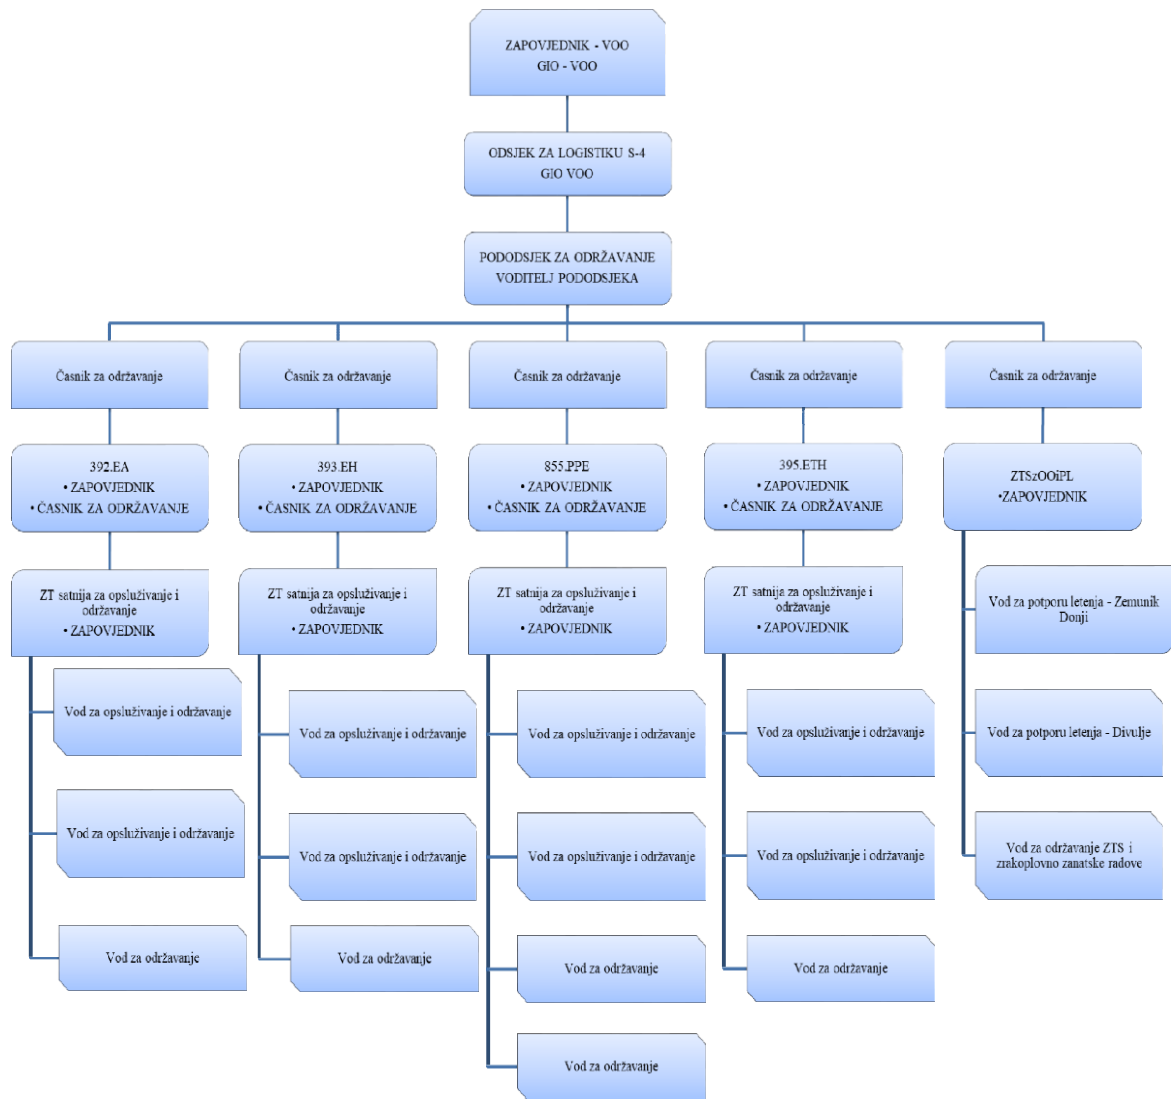 ZAPOVJEDNIK - VOO
GIO - VOO
ODSJEK ZA LOGISTIKU S-4
GIO VOO
PODODSJEK ZA ODRŽAVANJE
VODITELJ PODODSJEKA
Časnik za održavanje
Časnik za održavanje
Časnik za održavanje
Časnik za održavanje
Časnik za održavanje
392.EA
• ZAPOVJEDNIK
• ČASNIK ZA ODRŽAVANJE
393.EH
• ZAPOVJEDNIK
• ČASNIK ZA ODRŽAVANJE
855.PPE
• ZAPOVJEDNIK
• ČASNIK ZA ODRŽAVANJE
395.ETH
• ZAPOVJEDNIK
• ČASNIK ZA ODRŽAVANJE
ZTSzOOiPL
•ZAPOVJEDNIK
ZT satnija za opsluživanje i
održavanje
• ZAPOVJEDNIK
ZT satnija za opsluživanje i
održavanje
• ZAPOVJEDNIK
ZT satnija za opsluživanje i
održavanje
• ZAPOVJEDNIK
ZT satnija za opsluživanje i
održavanje
• ZAPOVJEDNIK
Vod za potporu letenja - Zemunik
Donji
Vod za opsluživanje i održavanje
Vod za opsluživanje i održavanje
Vod za opsluživanje i održavanje
Vod za opsluživanje i održavanje
Vod za potporu letenja - Divulje
Vod za opsluživanje i održavanje
Vod za opsluživanje i održavanje
Vod za opsluživanje i održavanje
Vod za opsluživanje i održavanje
Vod za održavanje ZTS i
zrakoplovno zanatske radove
Vod za održavanje
Vod za održavanje
Vod za održavanje
Vod za održavanje
Vod za održavanje